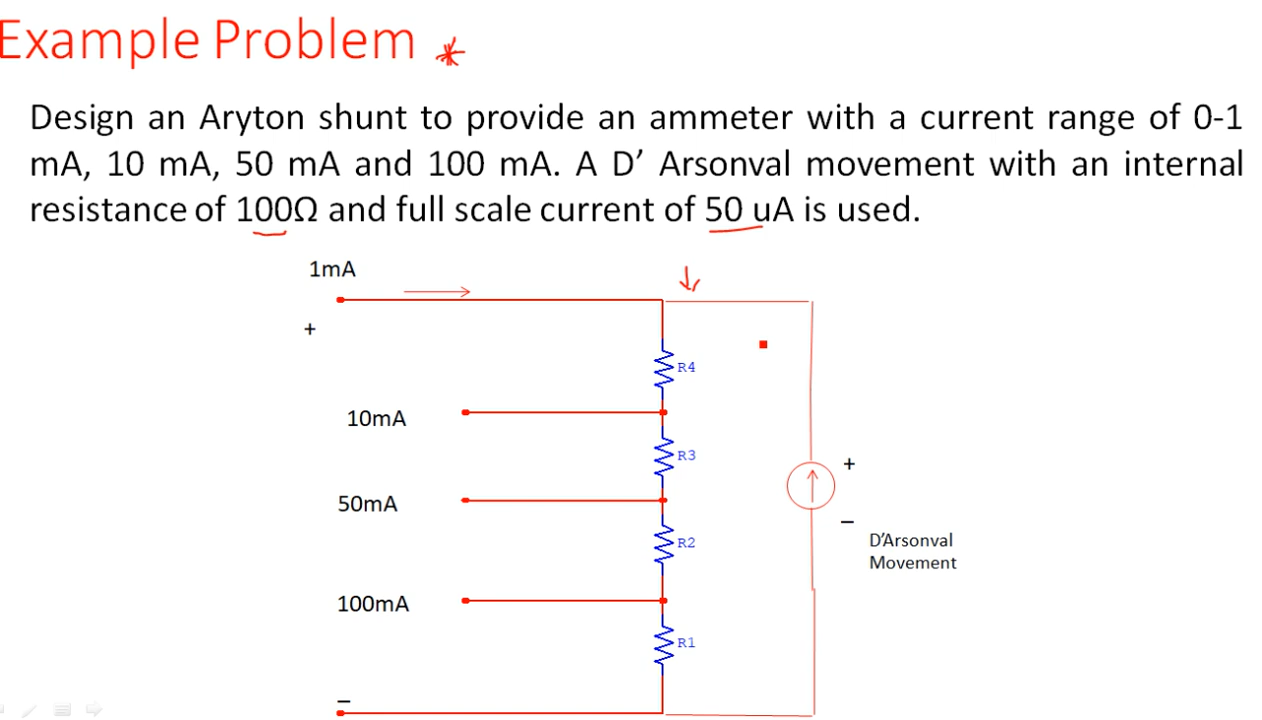 Example Problem *
Design an Aryton shunt to provide an ammeter with a current range of 0-1
mA, 10 mA, 50 mA and 100 mA. A D’ Arsonval movement with an internal
resistance of 100Ω and full scale current of 50 uA is used.
1mA
+
R4
10mA
R3
+
50mA
−
R2
D’Arsonval
Movement
100mA
R1
−